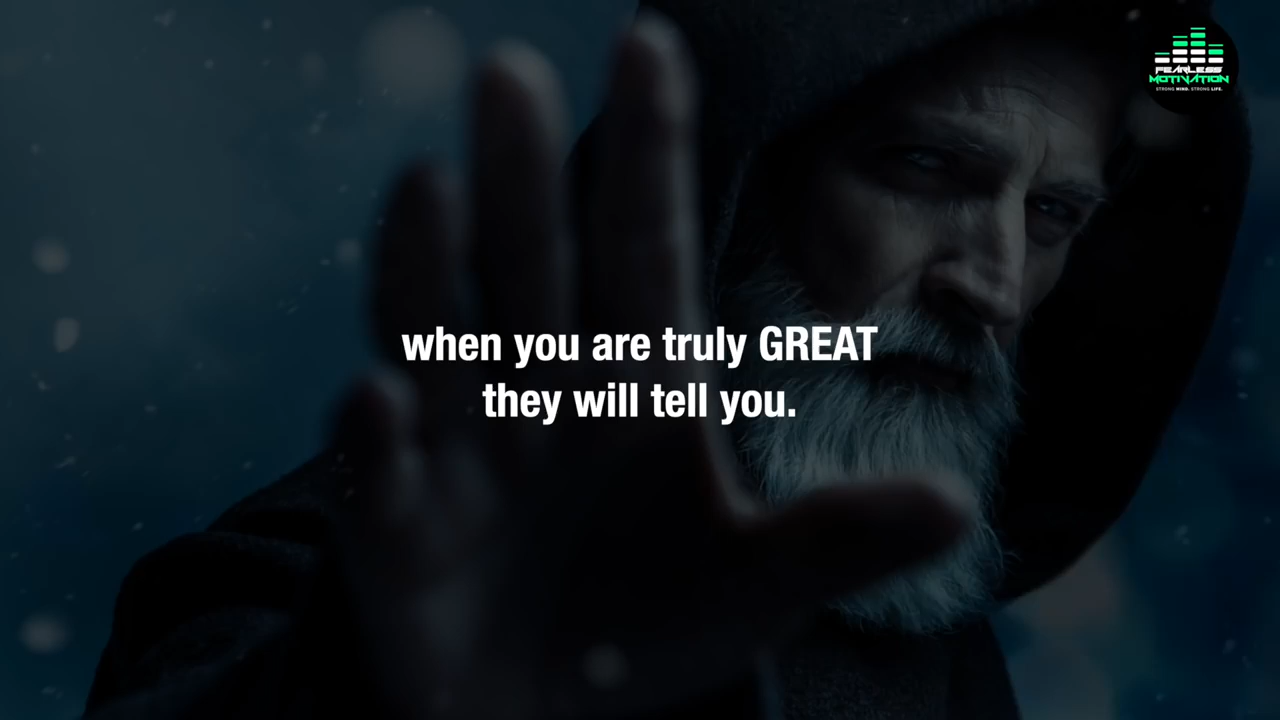 FEARLESS
MOTIVATION
STRONG MIND. STRONG LIFE.
when you are truly GREAT
they will tell you.